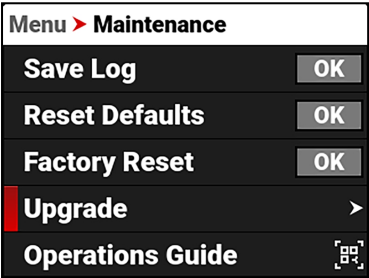 Menu ➤ Maintenance
Save Log OK
Reset Defaults OK
Factory Reset OK
Upgrade
Operations Guide